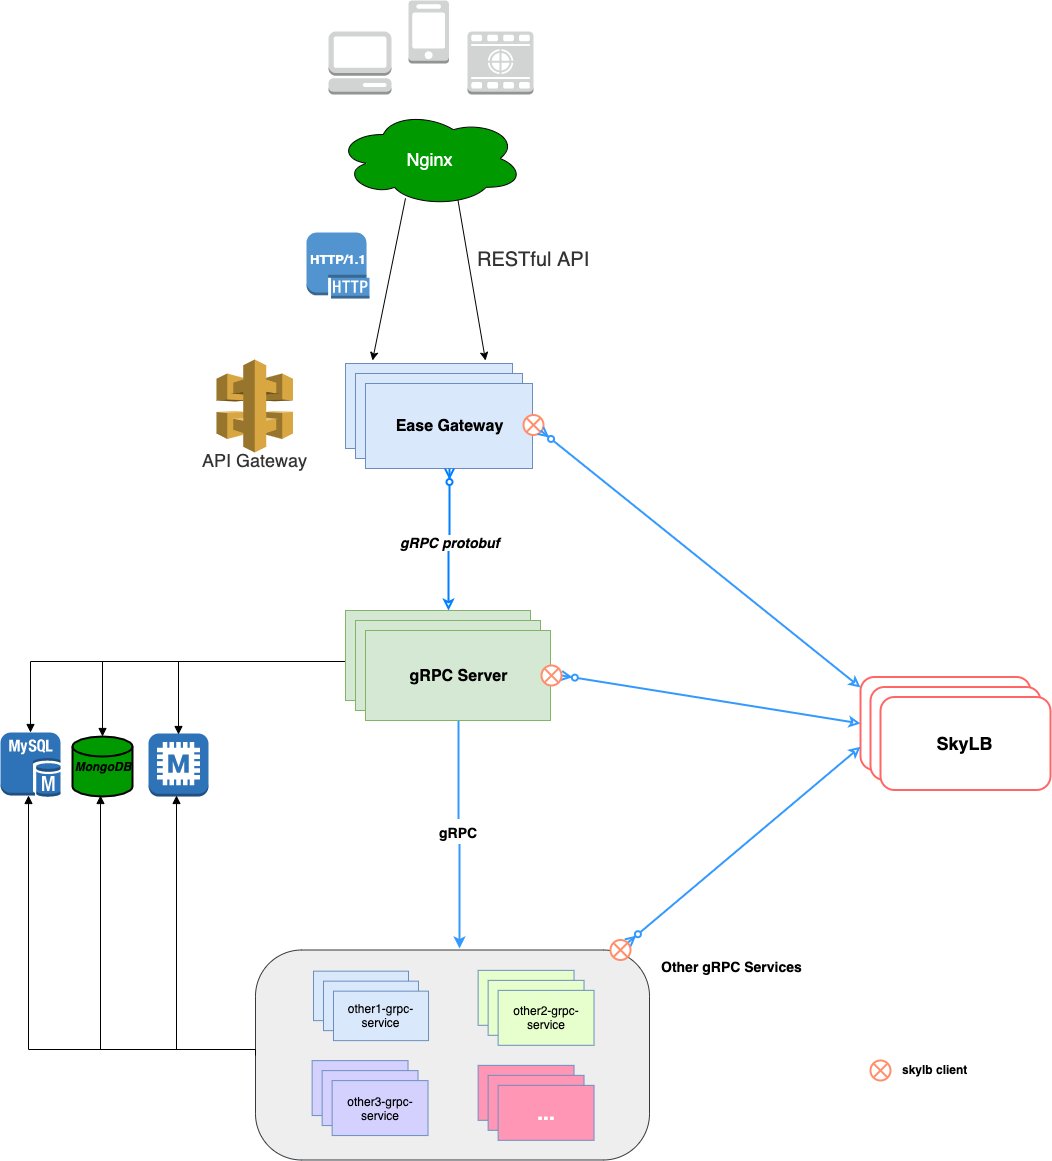 Nginx
HTTP/1.1
HTTP
RESTful API
Ease Gateway
API Gateway
gRPC protobuf
gRPC Server
MySQL
M
MongoDB
M
SkyLB
gRPC
Other gRPC Services
other1-grpc-
service
other2-grpc-
service
other3-grpc-
service
...
skylb client